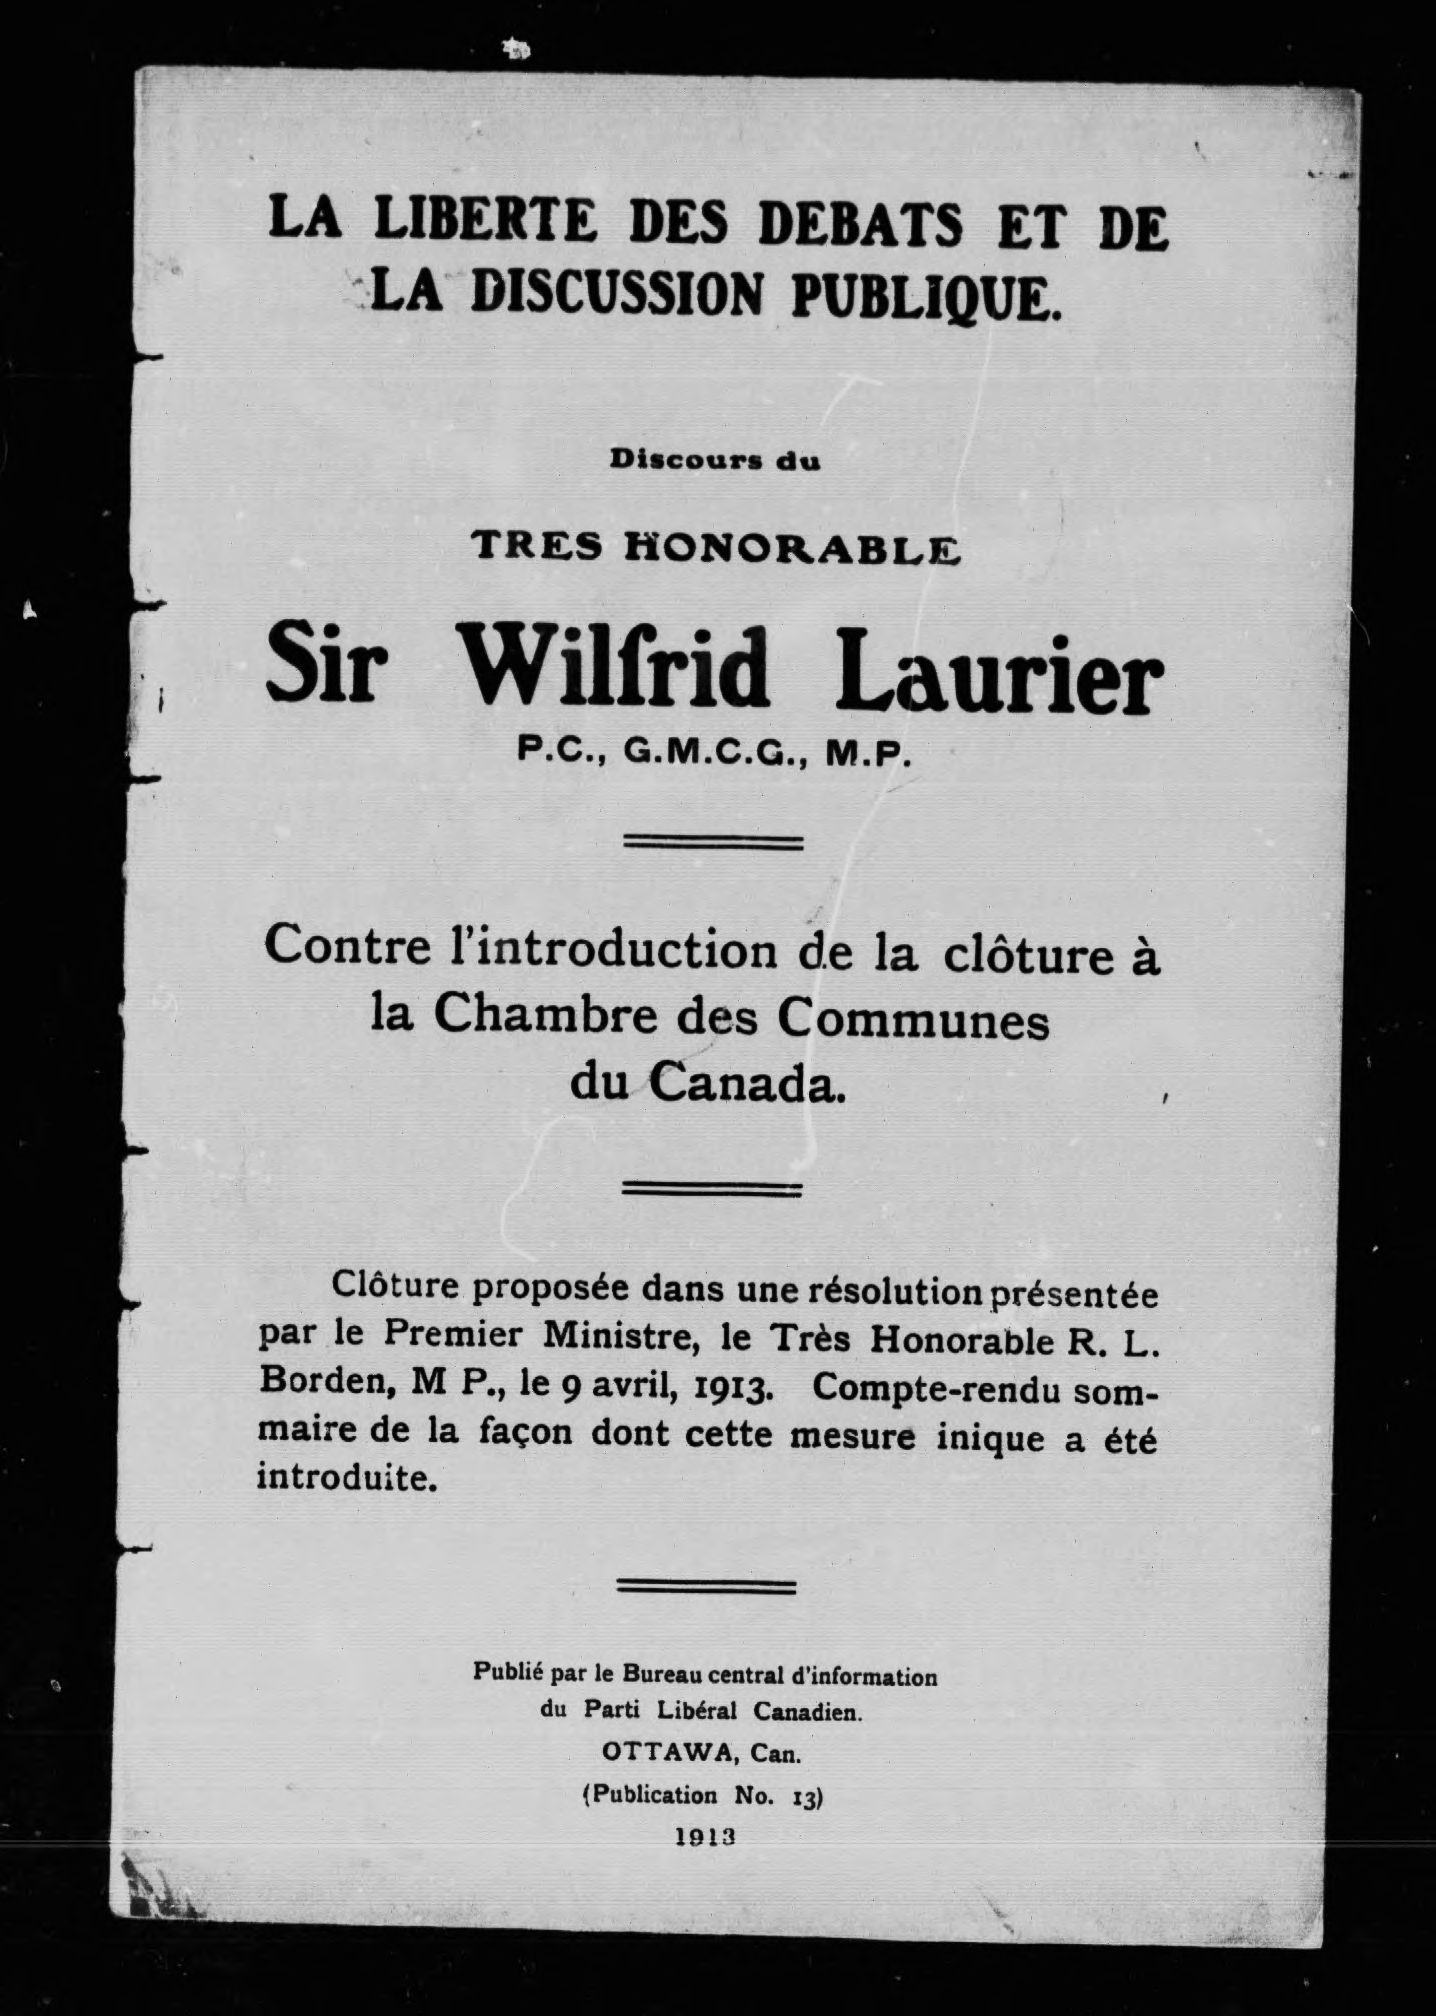 LA LIBERTE DES DEBATS ET DE
LA DISCUSSION PUBLIQUE.
Discours du
TRES HONORABLE
Sir Wilfrid Laurier
P.C., G.M.C.G., M.P.
Contre l'introduction de la clôture à
la Chambre des Communes
du Canada.
Clôture proposée dans une résolution présentée
par le Premier Ministre, le Très Honorable R. L.
Borden, M P., le 9 avril, 1913. Compte-rendu som-
maire de la façon dont cette mesure inique a été
introduite.
Publié par le Bureau central d'information
du Parti Libéral Canadien.
OTTAWA, Can.
(Publication No. 13)
1913